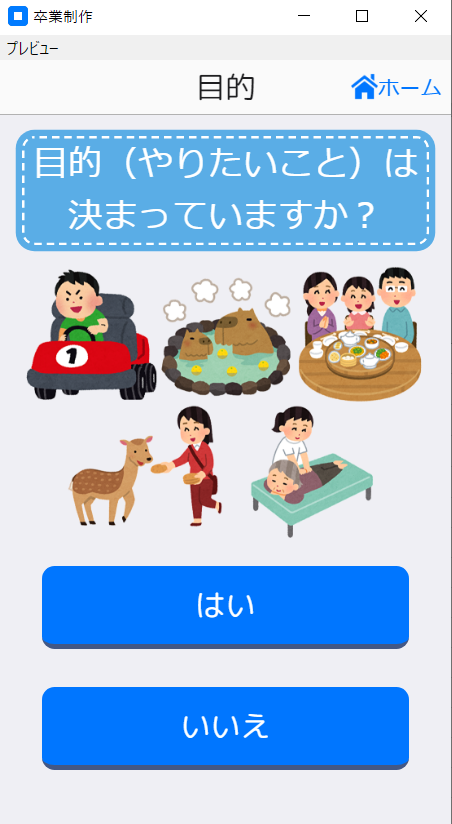 卒業制作
プレビュー
目的
ホーム
目的（やりたいこと）は
決まっていますか？
1
はい
いいえ